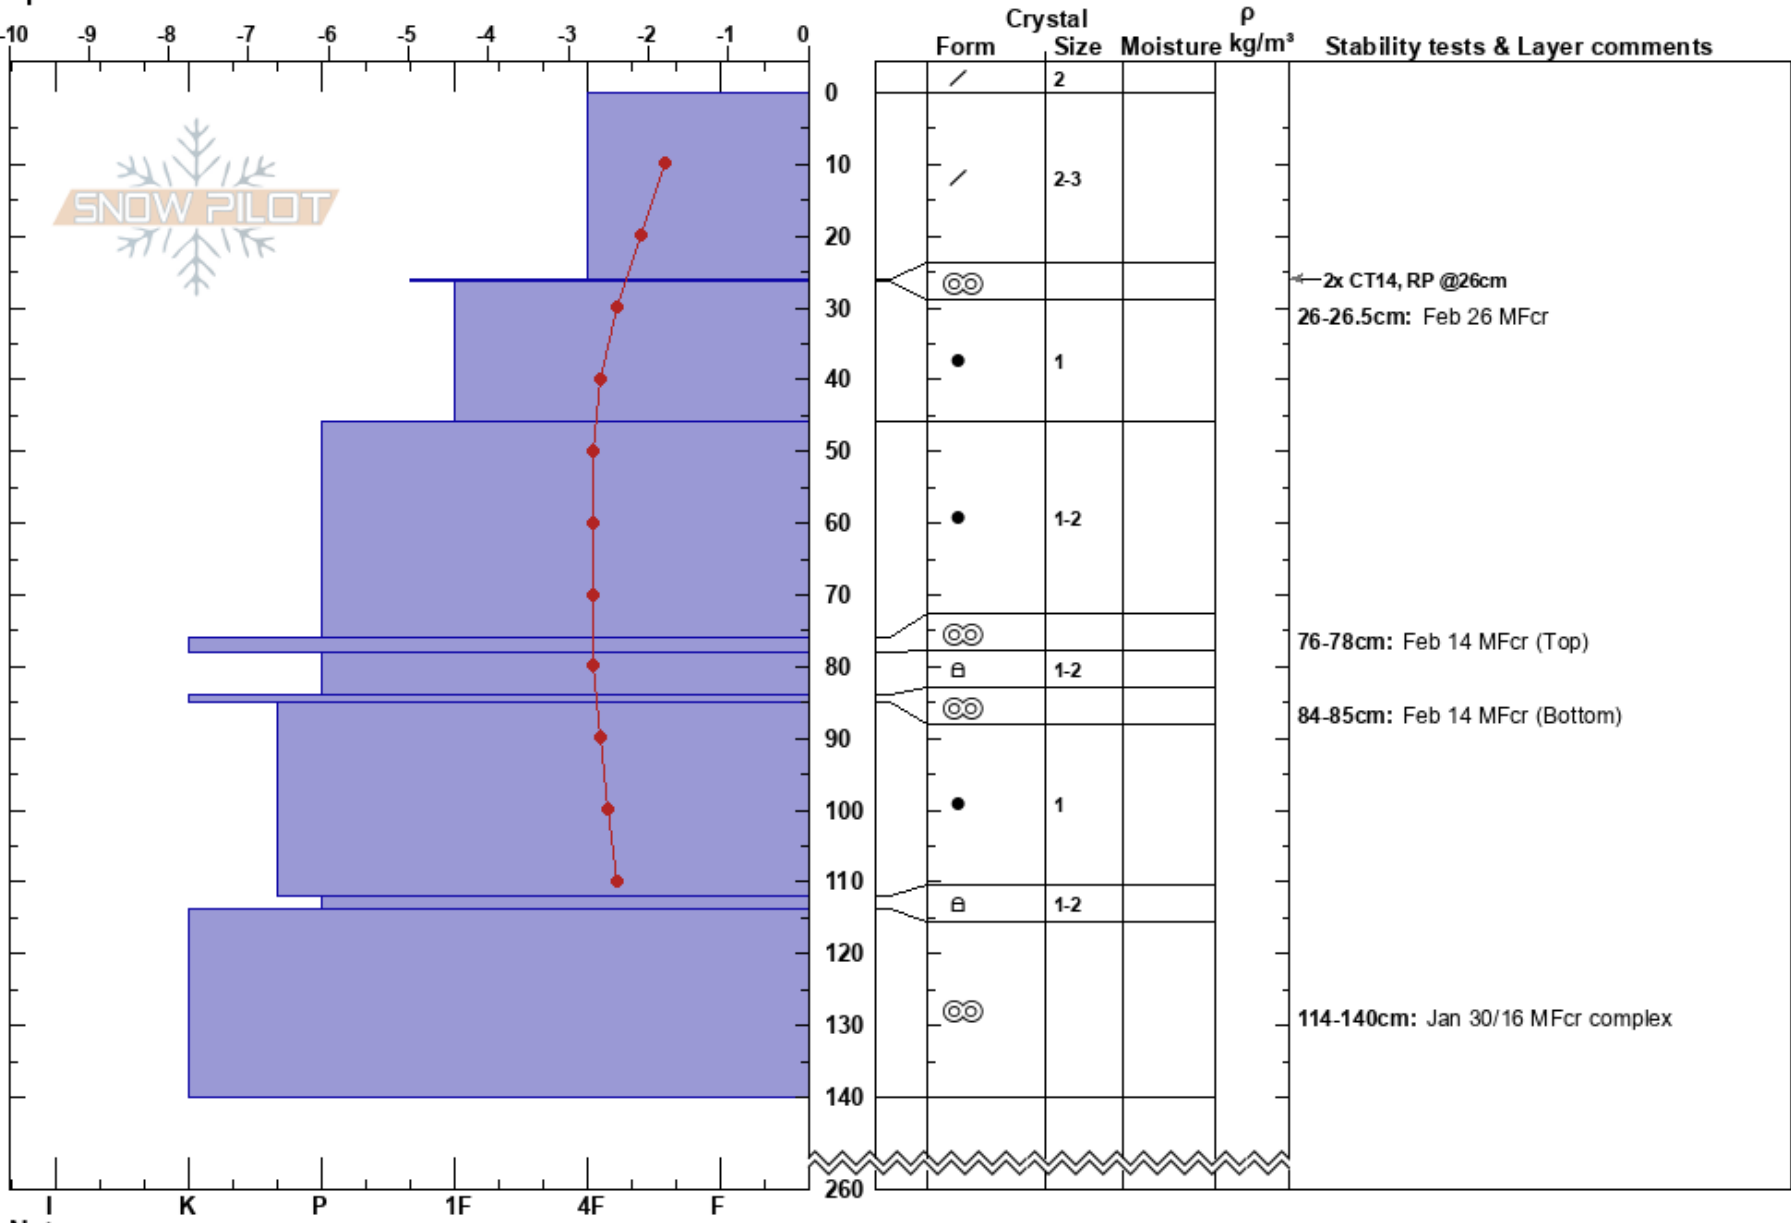 Crystal ρ
-10 -9 -8 -7 -6 -5 -4 -3 -2 -1 0 Form Size Moisture kg/m³ Stability tests & Layer comments
2
0
SNOW PILOT
10
2-3
20
2x CT14, RP @26cm
30 26-26.5cm: Feb 26 MFcr
1
40
50
1-2
60
70
76-78cm: Feb 14 MFcr (Top)
80 1-2
84-85cm: Feb 14 MFcr (Bottom)
90
100 1
110
1-2
120
130 114-140cm: Jan 30/16 MFcr complex
140
260
I K P 1F 4F F